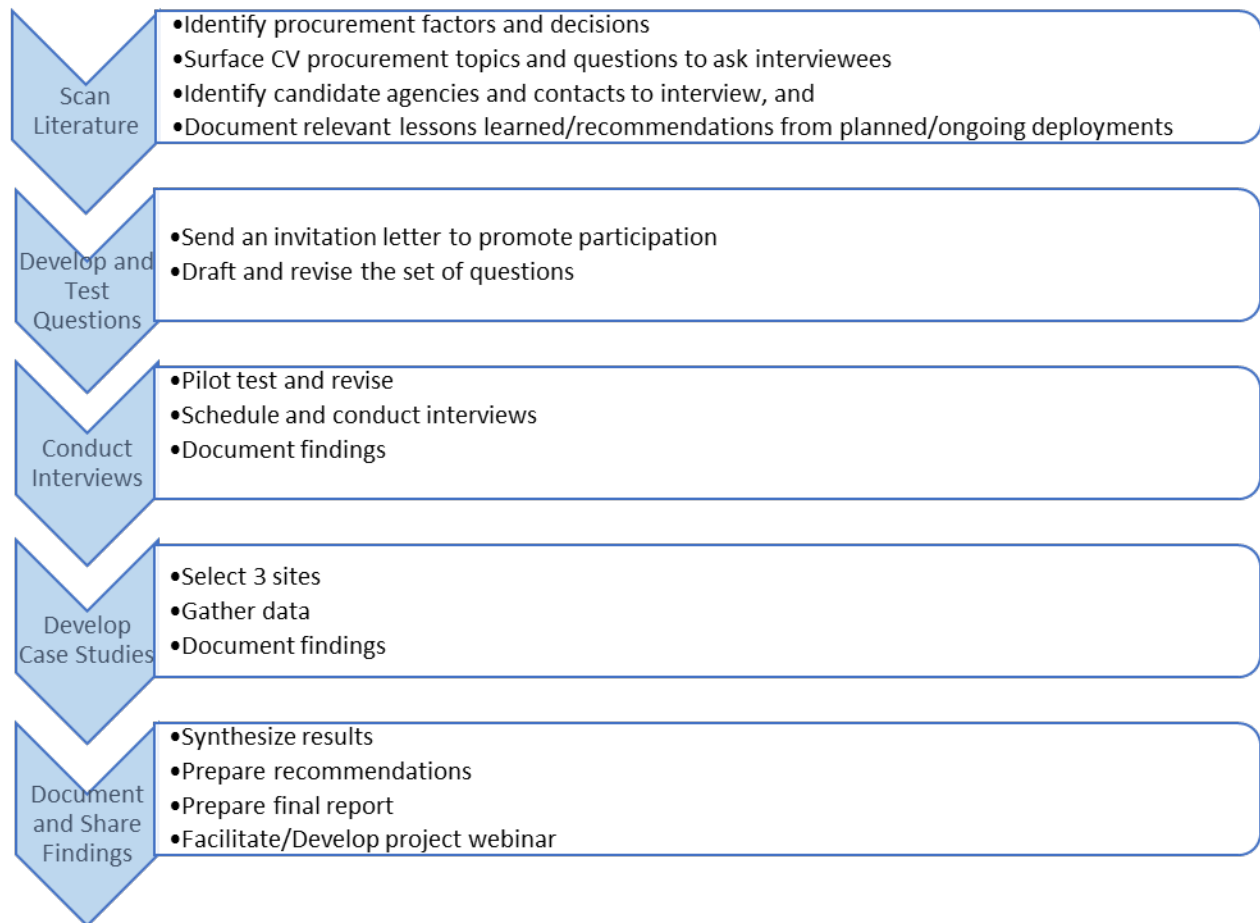 Scan
Literature
•Identify procurement factors and decisions
•Surface CV procurement topics and questions to ask interviewees
•Identify candidate agencies and contacts to interview, and
•Document relevant lessons learned/recommendations from planned/ongoing deployments
Develop and
Test
Questions
•Send an invitation letter to promote participation
•Draft and revise the set of questions
Conduct
Interviews
•Pilot test and revise
•Schedule and conduct interviews
•Document findings
Develop
Case Studies
•Select 3 sites
•Gather data
•Document findings
Document
and Share
Findings
•Synthesize results
•Prepare recommendations
•Prepare final report
•Facilitate/Develop project webinar